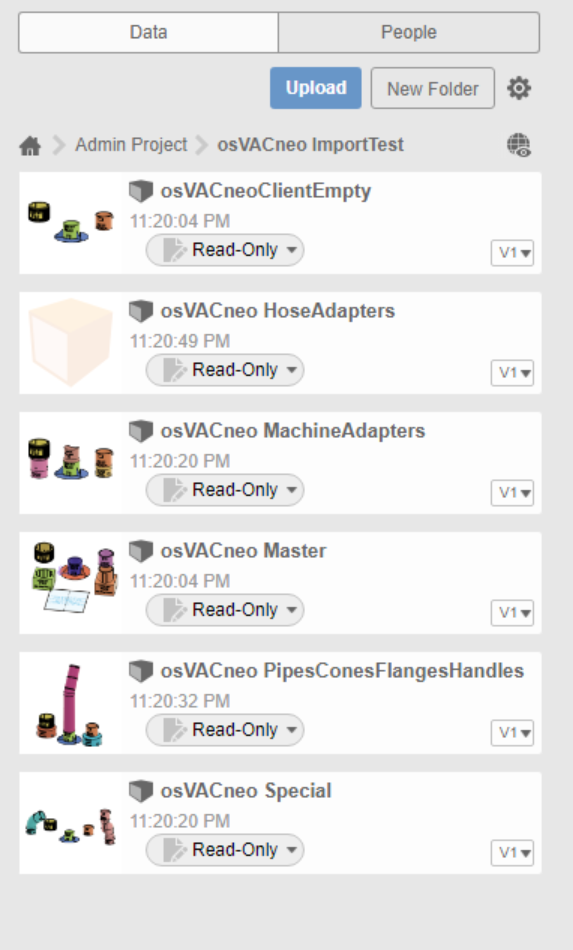 Data
People
Upload
New Folder
Admin Project
osVACneo ImportTest
osVACneoClientEmpty
11:20:04 PM
Read-Only
V1
osVACneo HoseAdapters
11:20:49 PM
Read-Only
V1
osVACneo MachineAdapters
11:20:20 PM
Read-Only
V1
osVACneo Master
11:20:04 PM
Read-Only
V1
osVACneo PipesConesFlangesHandles
11:20:32 PM
Read-Only
V1
osVACneo Special
11:20:20 PM
Read-Only
V1